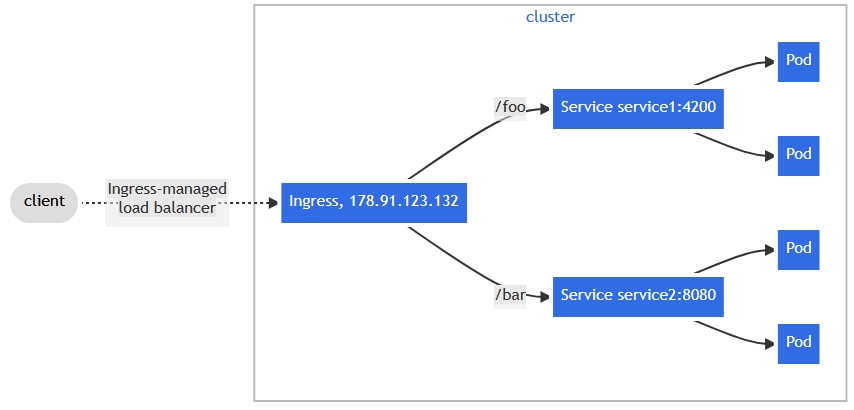 cluster
Pod
/foo
Service service1:4200
Pod
client
Ingress-managed
load balancer
Ingress, 178.91.123.132
Pod
/bar
Service service2:8080
Pod